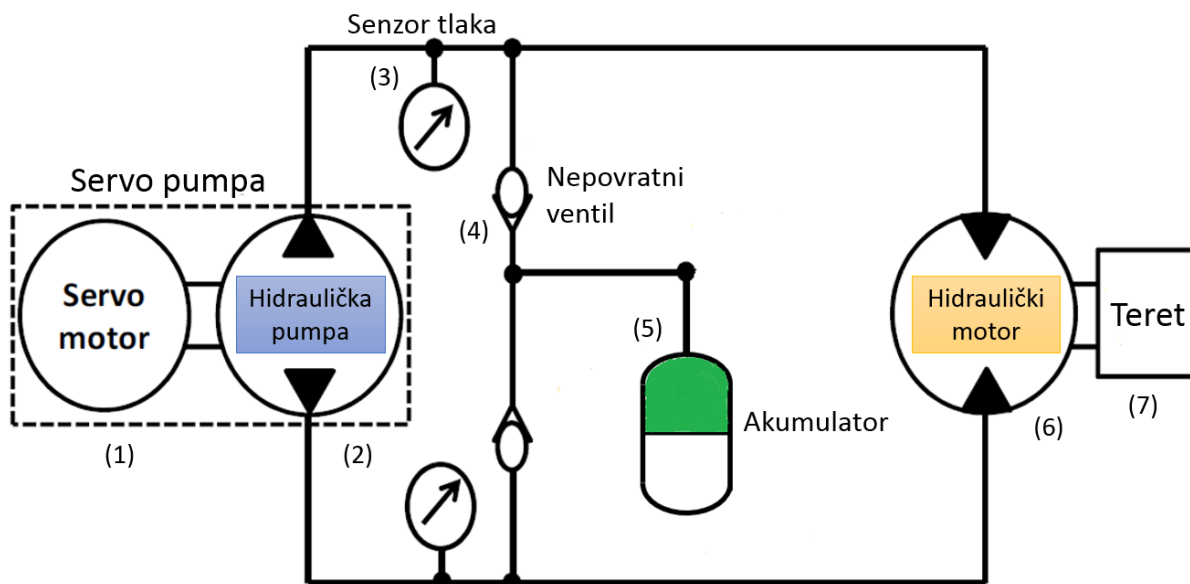 Senzor tlaka
(3)
Servo pumpa
Nepovratni
ventil
(4)
Servo
motor
Hidraulička
pumpa
(5)
Hidraulički
motor
Teret
(1)
(2)
Akumulator
(6)
(7)